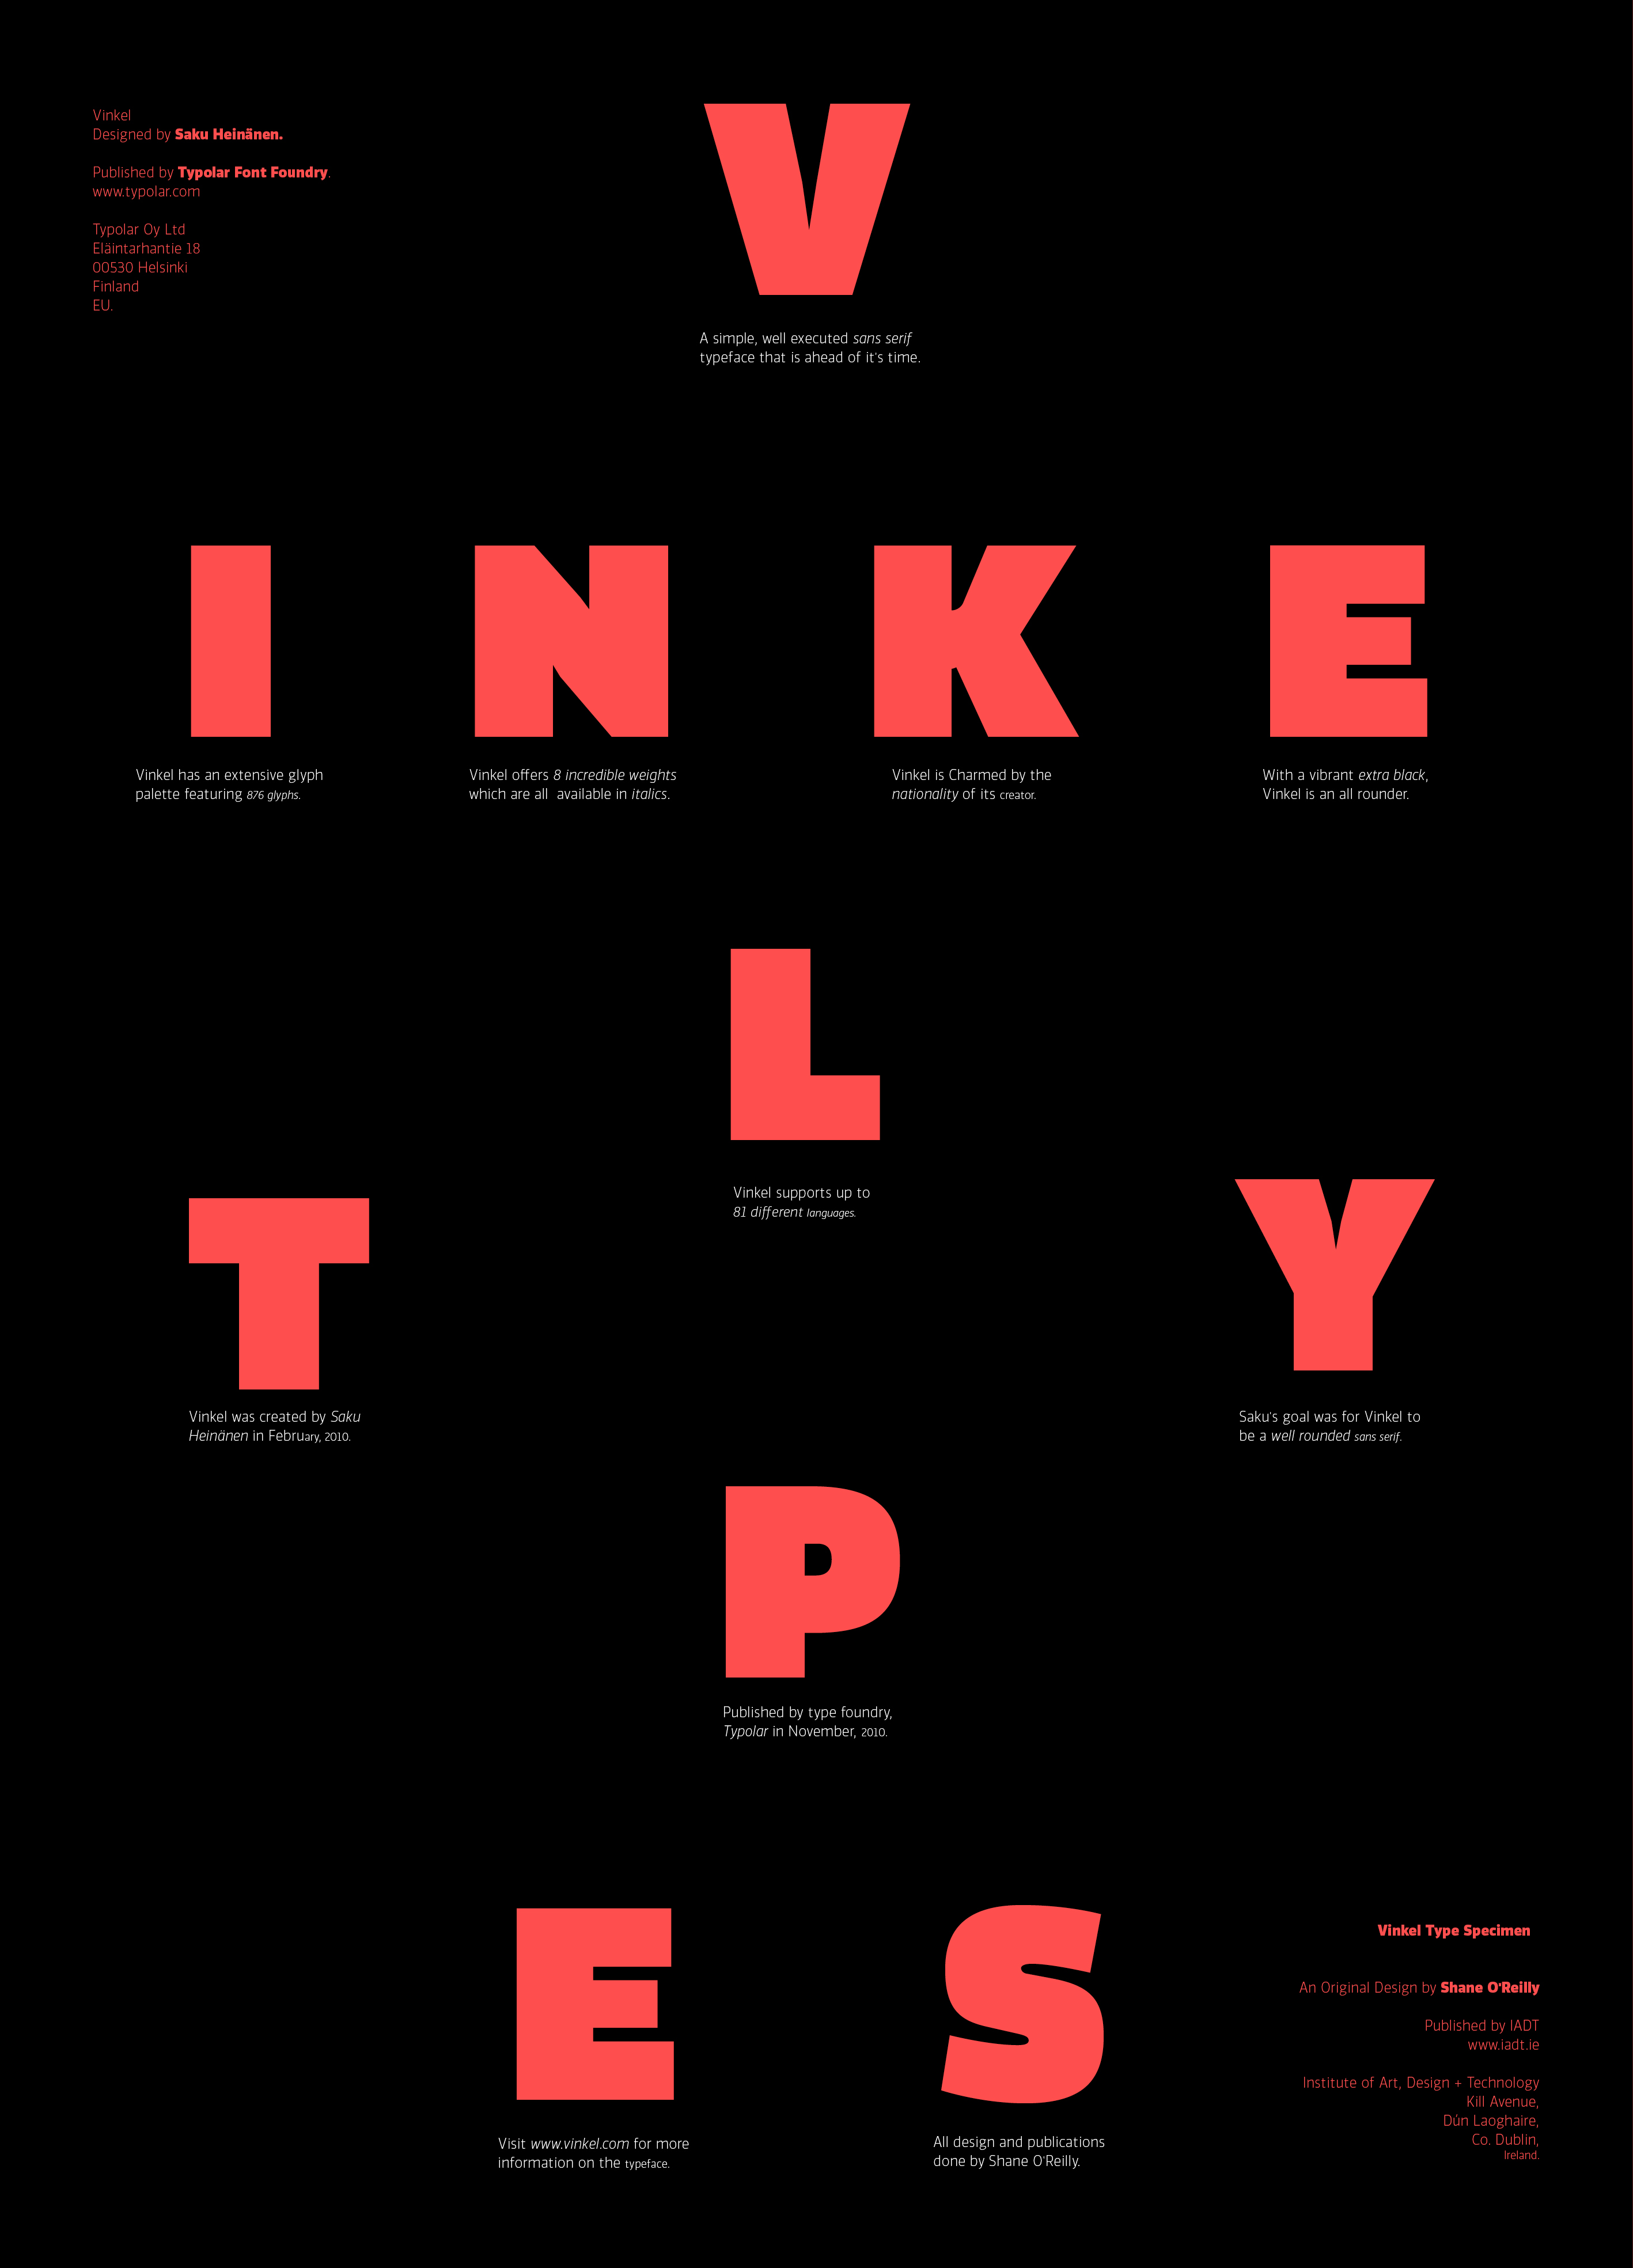 Vinkel
Designed by Saku Heinänen.
Published by Typolar Font Foundry.
www.typolar.com
Typolar Oy Ltd
Eläintarhantie 18
00530 Helsinki
Finland
EU.
V
A simple, well executed sans serif
typeface that is ahead of it's time.
I N K E
Vinkel has an extensive glyph
palette featuring 876 glyphs.
Vinkel offers 8 incredible weights
which are all  available in italics.
Vinkel is Charmed by the
nationality of its creator.
With a vibrant extra black,
Vinkel is an all rounder.
L
Vinkel supports up to
81 different languages.
T
Vinkel was created by Saku
Heinänen in February, 2010.
Y
Saku's goal was for Vinkel to
be a well rounded sans serif.
P
Published by type foundry,
Typolar in November, 2010.
E
Visit www.vinkel.com for more
information on the typeface.
S
All design and publications
done by Shane O'Reilly.
Vinkel Type Specimen
An Original Design by Shane O'Reilly
Published by IADT
www.iadt.ie
Institute of Art, Design + Technology
Kill Avenue,
Dún Laoghaire,
Co. Dublin,
Ireland.